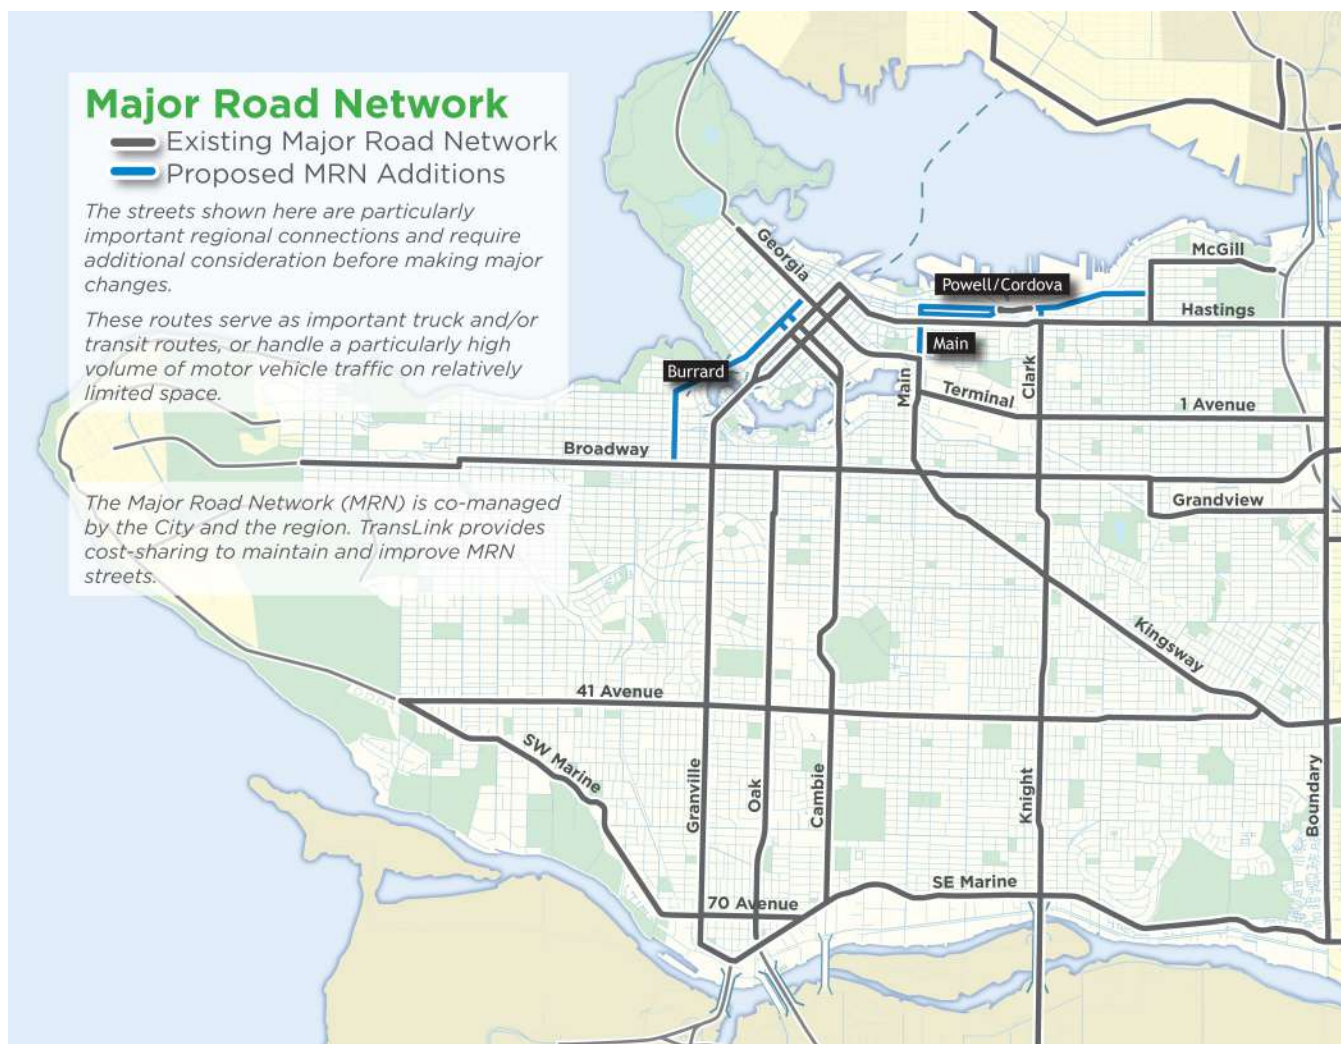 Major Road Network
Existing Major Road Network
Proposed MRN Additions
The streets shown here are particularly
important regional connections and require
additional consideration before making major
changes.
These routes serve as important truck and/or
transit routes, or handle a particularly high
volume of motor vehicle traffic on relatively
limited space.
The Major Road Network (MRN) is co-managed
by the City and the region. TransLink provides
cost-sharing to maintain and improve MRN
streets.
Georgia
McGill
Powell/Cordova
Hastings
Main
Burrard
Main
Terminal
Clark
1 Avenue
Broadway
Grandview
Kingsway
41 Avenue
SW Marine
Granville
Oak
Cambie
Knight
Boundary
SE Marine
70 Avenue